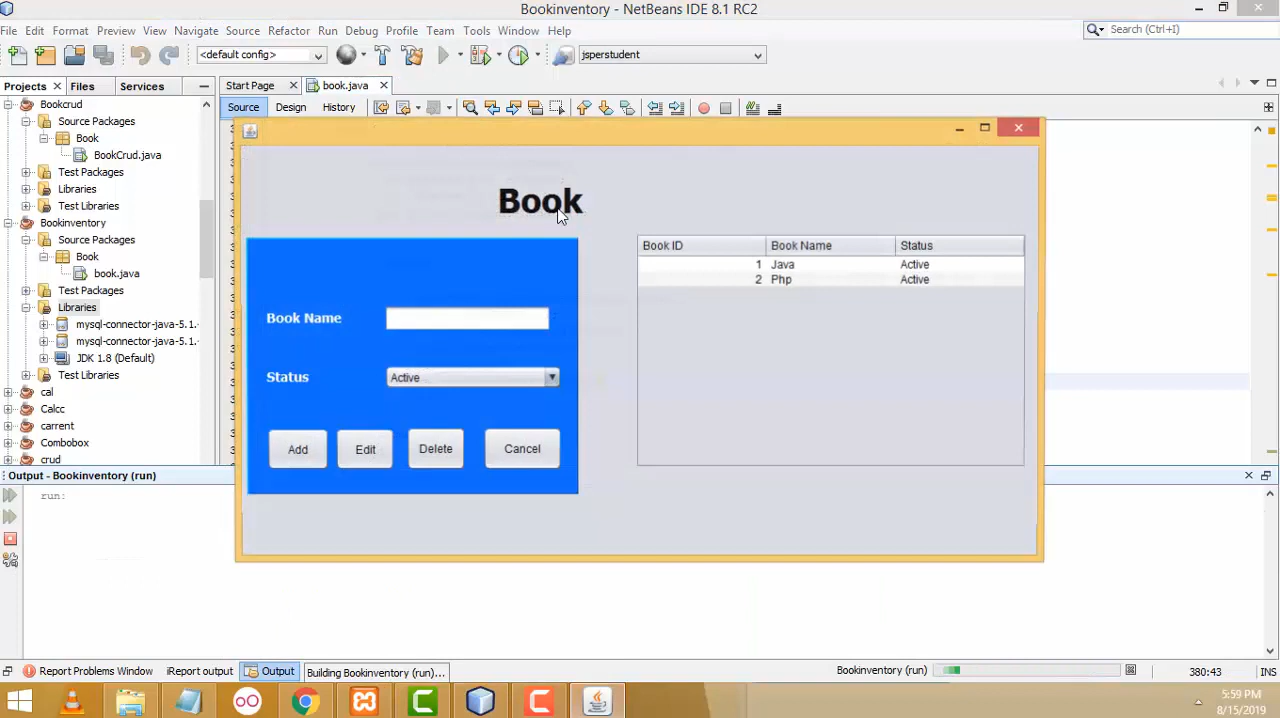 Bookinventory - NetBeans IDE 8.1 RC2
File Edit Format Preview View Navigate Source Refactor Run Debug Profile Team Tools Window Help
Search (Ctrl+I)
<default config>
jsperstudent
Projects Files Services
Start Page book.java
Source Design History
Bookcrud
Source Packages
Book
BookCrud.java
Test Packages
Libraries
Test Libraries
Bookinventory
Source Packages
Book
book.java
Test Packages
Libraries
mysql-connector-java-5.1.
mysql-connector-java-5.1.
JDK 1.8 (Default)
Test Libraries
cal
Calcc
carrent
Combobox
crud
Book
Book Name
Status
Active
Add Edit Delete Cancel
Book ID Book Name Status
1 Java Active
2 Php Active
Output - Bookinventory (run)
run:
Report Problems Window iReport output Output Building Bookinventory (run)...
Bookinventory (run)
380:43 INS
5:59 PM
8/15/2019